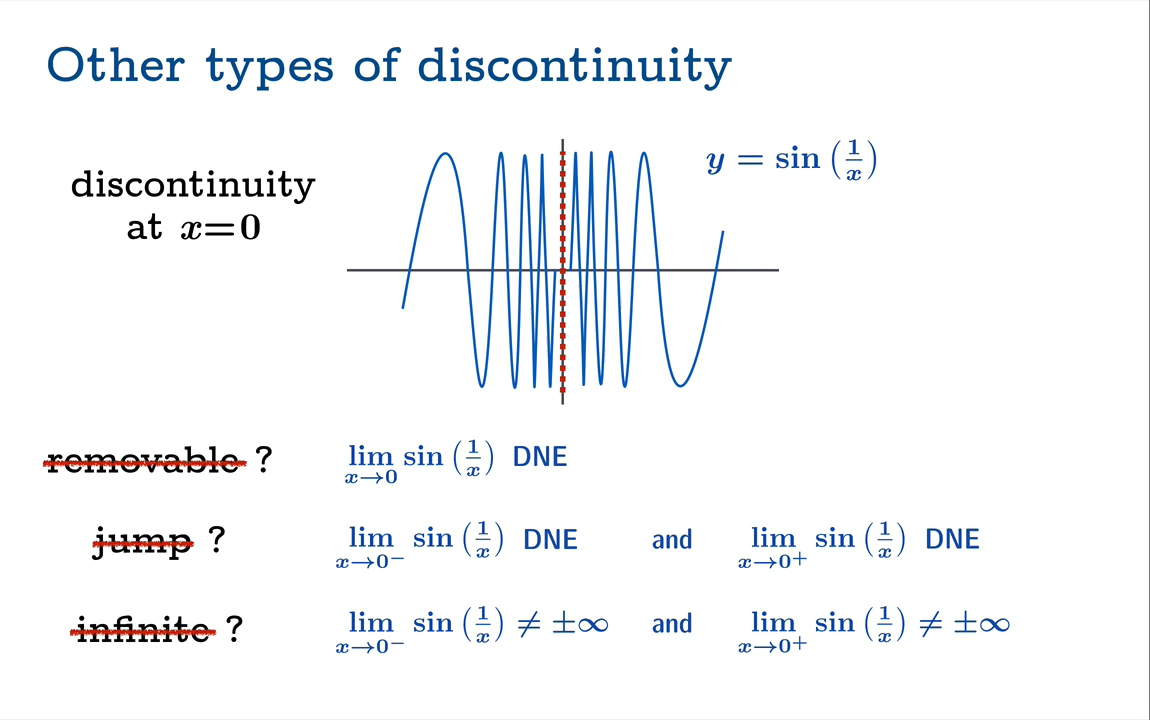 Other types of discontinuity
y = sin (1/x)
discontinuity
at x=0
removable ? lim x→0 sin (1/x) DNE
jump ? lim x→0⁻ sin (1/x) DNE and lim x→0⁺ sin (1/x) DNE
infinite ? lim x→0⁻ sin (1/x) ≠ ±∞ and lim x→0⁺ sin (1/x) ≠ ±∞